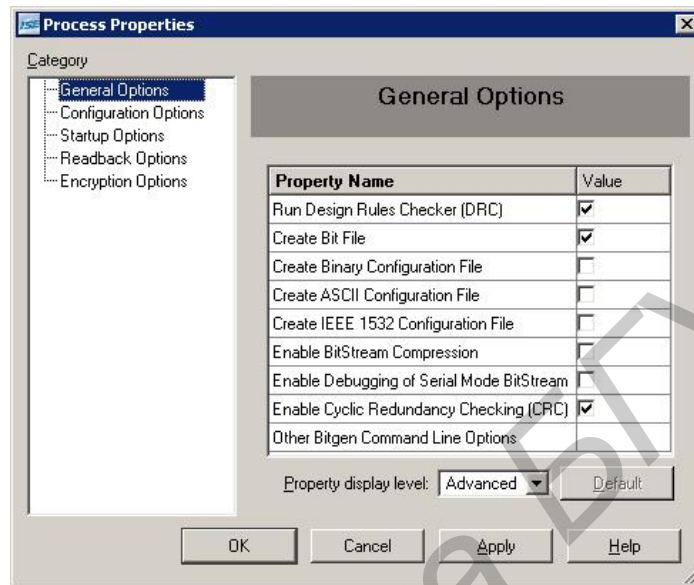 ISE Process Properties
Category
General Options
Configuration Options
Startup Options
Readback Options
Encryption Options
General Options
Property Name Value
Run Design Rules Checker (DRC)
Create Bit File
Create Binary Configuration File
Create ASCII Configuration File
Create IEEE 1532 Configuration File
Enable BitStream Compression
Enable Debugging of Serial Mode BitStream
Enable Cyclic Redundancy Checking (CRC)
Other Bitgen Command Line Options
Property display level: Advanced Default
OK Cancel Apply Help